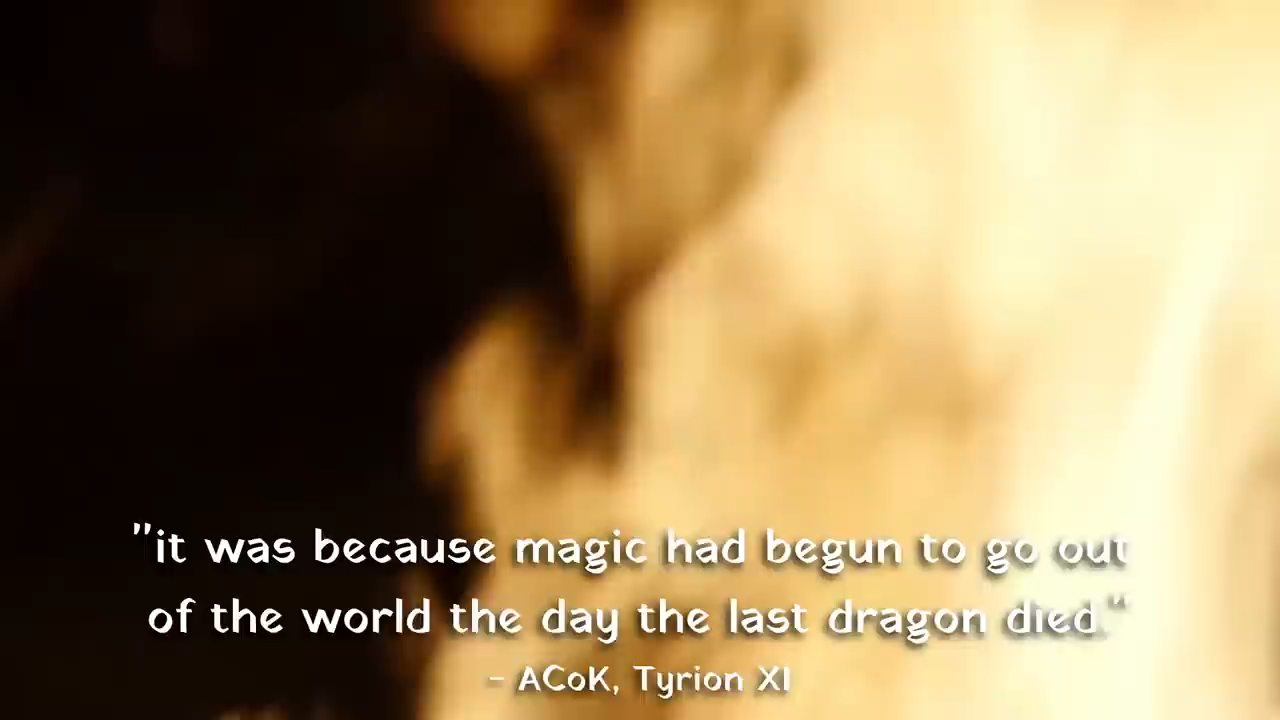 "it was because magic had begun to go out
of the world the day the last dragon died."
- ACoK, Tyrion XI